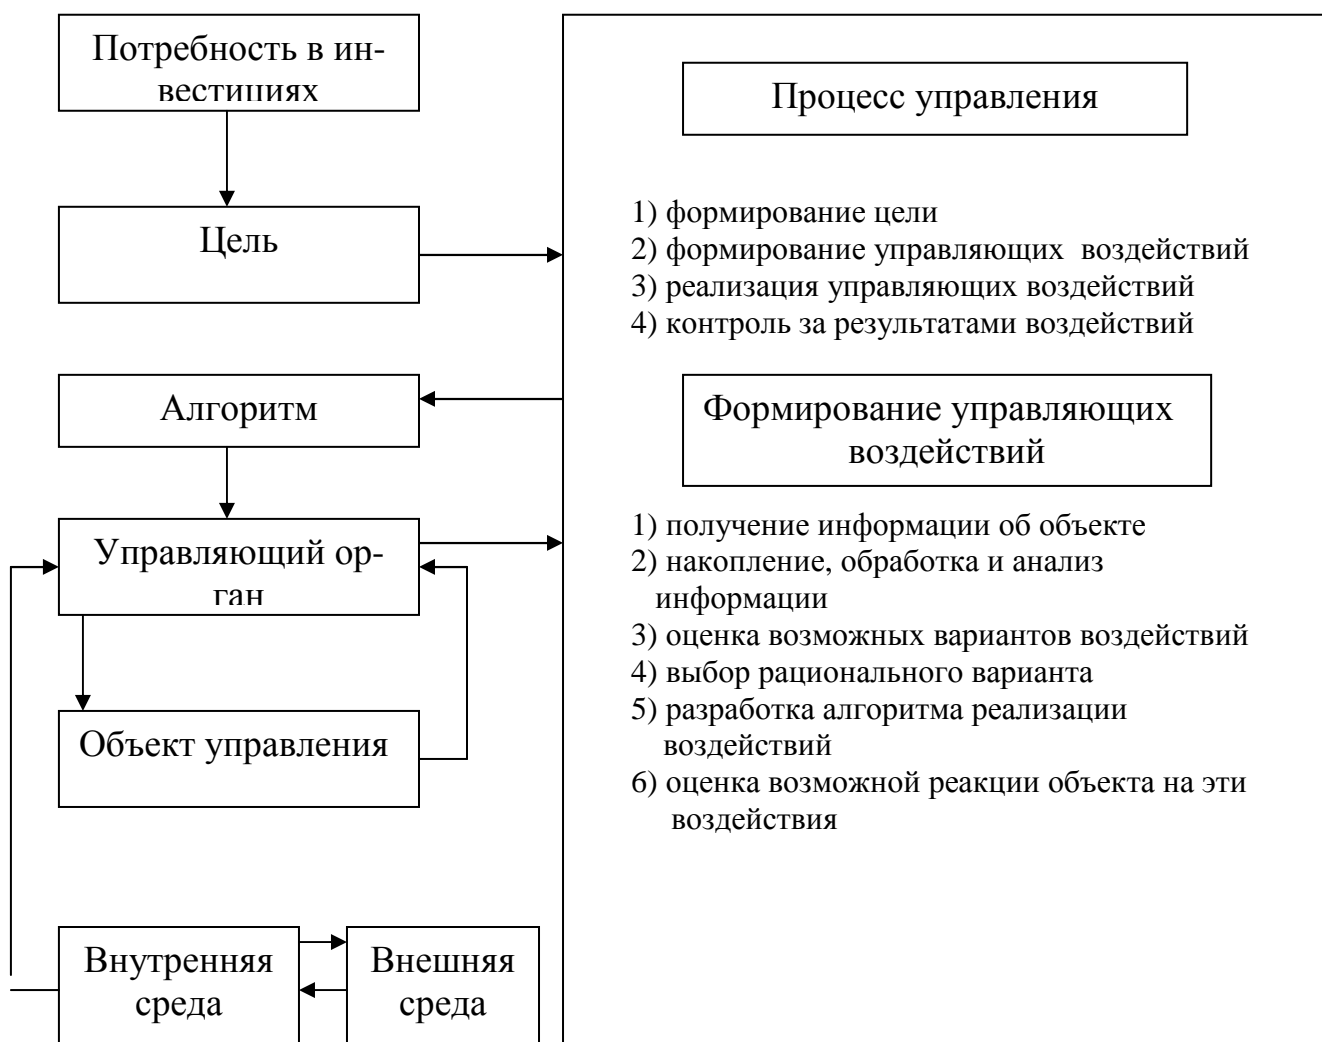 Потребность в ин-
вестициях
Цель
Алгоритм
Управляющий ор-
ган
Объект управления
Внутренняя
среда
Внешняя
среда
Процесс управления
1) формирование цели
2) формирование управляющих  воздействий
3) реализация управляющих воздействий
4) контроль за результатами воздействий
Формирование управляющих
воздействий
1) получение информации об объекте
2) накопление, обработка и анализ
информации
3) оценка возможных вариантов воздействий
4) выбор рационального варианта
5) разработка алгоритма реализации
воздействий
6) оценка возможной реакции объекта на эти
воздействия